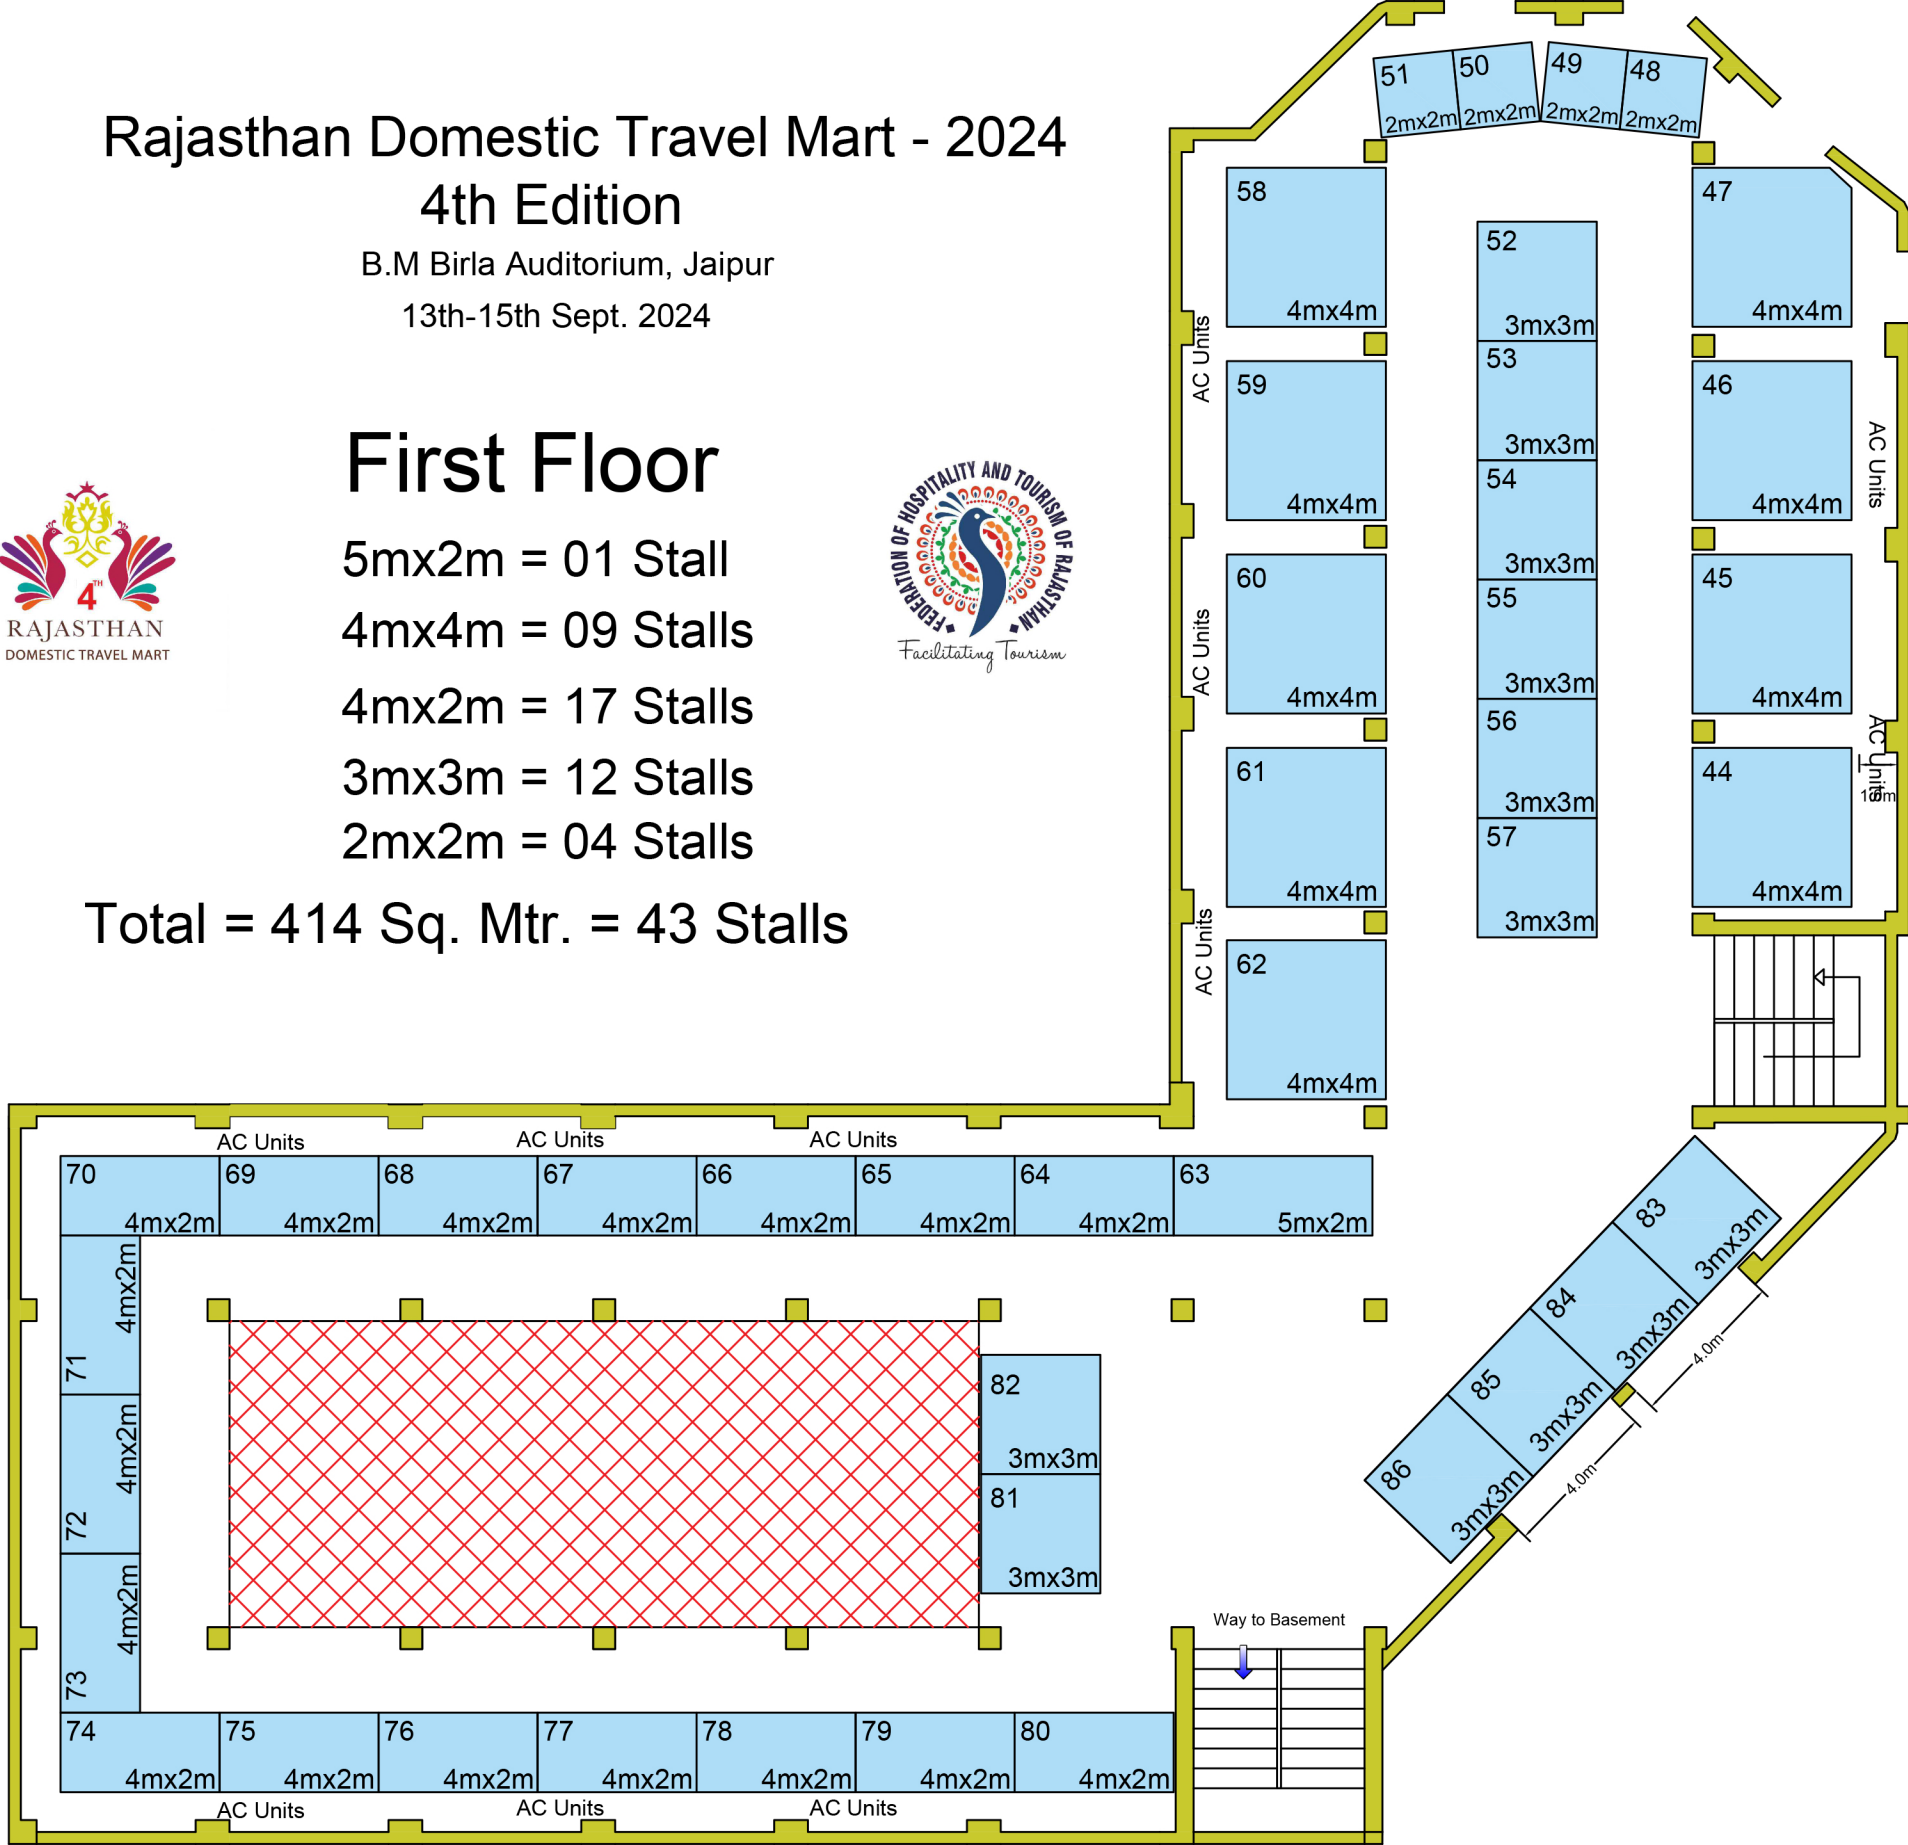 Rajasthan Domestic Travel Mart - 2024
4th Edition
B.M Birla Auditorium, Jaipur
13th-15th Sept. 2024
First Floor
5mx2m = 01 Stall
4mx4m = 09 Stalls
4mx2m = 17 Stalls
3mx3m = 12 Stalls
2mx2m = 04 Stalls
Total = 414 Sq. Mtr. = 43 Stalls
4TH
RAJASTHAN
DOMESTIC TRAVEL MART
FEDERATION OF HOSPITALITY AND TOURISM OF RAJASTHAN
Facilitating Tourism
51
2mx2m
50
2mx2m
49
2mx2m
48
2mx2m
58
4mx4m
59
4mx4m
60
4mx4m
61
4mx4m
62
4mx4m
AC Units
AC Units
AC Units
52
3mx3m
53
3mx3m
54
3mx3m
55
3mx3m
56
3mx3m
57
3mx3m
47
4mx4m
46
4mx4m
45
4mx4m
44
4mx4m
AC Units
AC Units
AC Units
AC Units
AC Units
70
4mx2m
69
4mx2m
68
4mx2m
67
4mx2m
66
4mx2m
65
4mx2m
64
4mx2m
63
5mx2m
71
4mx2m
72
4mx2m
73
4mx2m
82
3mx3m
81
3mx3m
83
3mx3m
84
3mx3m
85
3mx3m
86
3mx3m
4.0m
4.0m
Way to Basement
74
4mx2m
75
4mx2m
76
4mx2m
77
4mx2m
78
4mx2m
79
4mx2m
80
4mx2m
AC Units
AC Units
AC Units